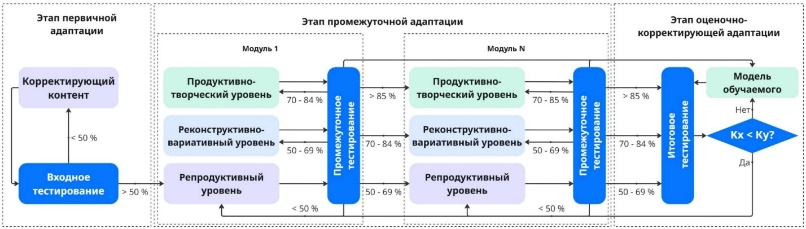 Этап первичной
адаптации
Этап промежуточной адаптации
Этап оценочно-
корректирующей адаптации
Модуль 1
Модуль N
Корректирующий
контент
< 50 %
Входное
тестирование
> 50 %
Продуктивно-
творческий уровень
70 - 84 %
Реконструктивно-
вариативный уровень
50 - 69 %
Репродуктивный
уровень
< 50 %
Промежуточное
тестирование
> 85 %
70 - 84 %
50 - 69 %
Продуктивно-
творческий уровень
70 - 85 %
Реконструктивно-
вариативный уровень
50 - 69 %
Репродуктивный
уровень
< 50 %
Промежуточное
тестирование
> 85 %
70 - 84 %
50 - 69 %
Итоговое
тестирование
Модель
обучаемого
Нет
Кх < Ку?
Да